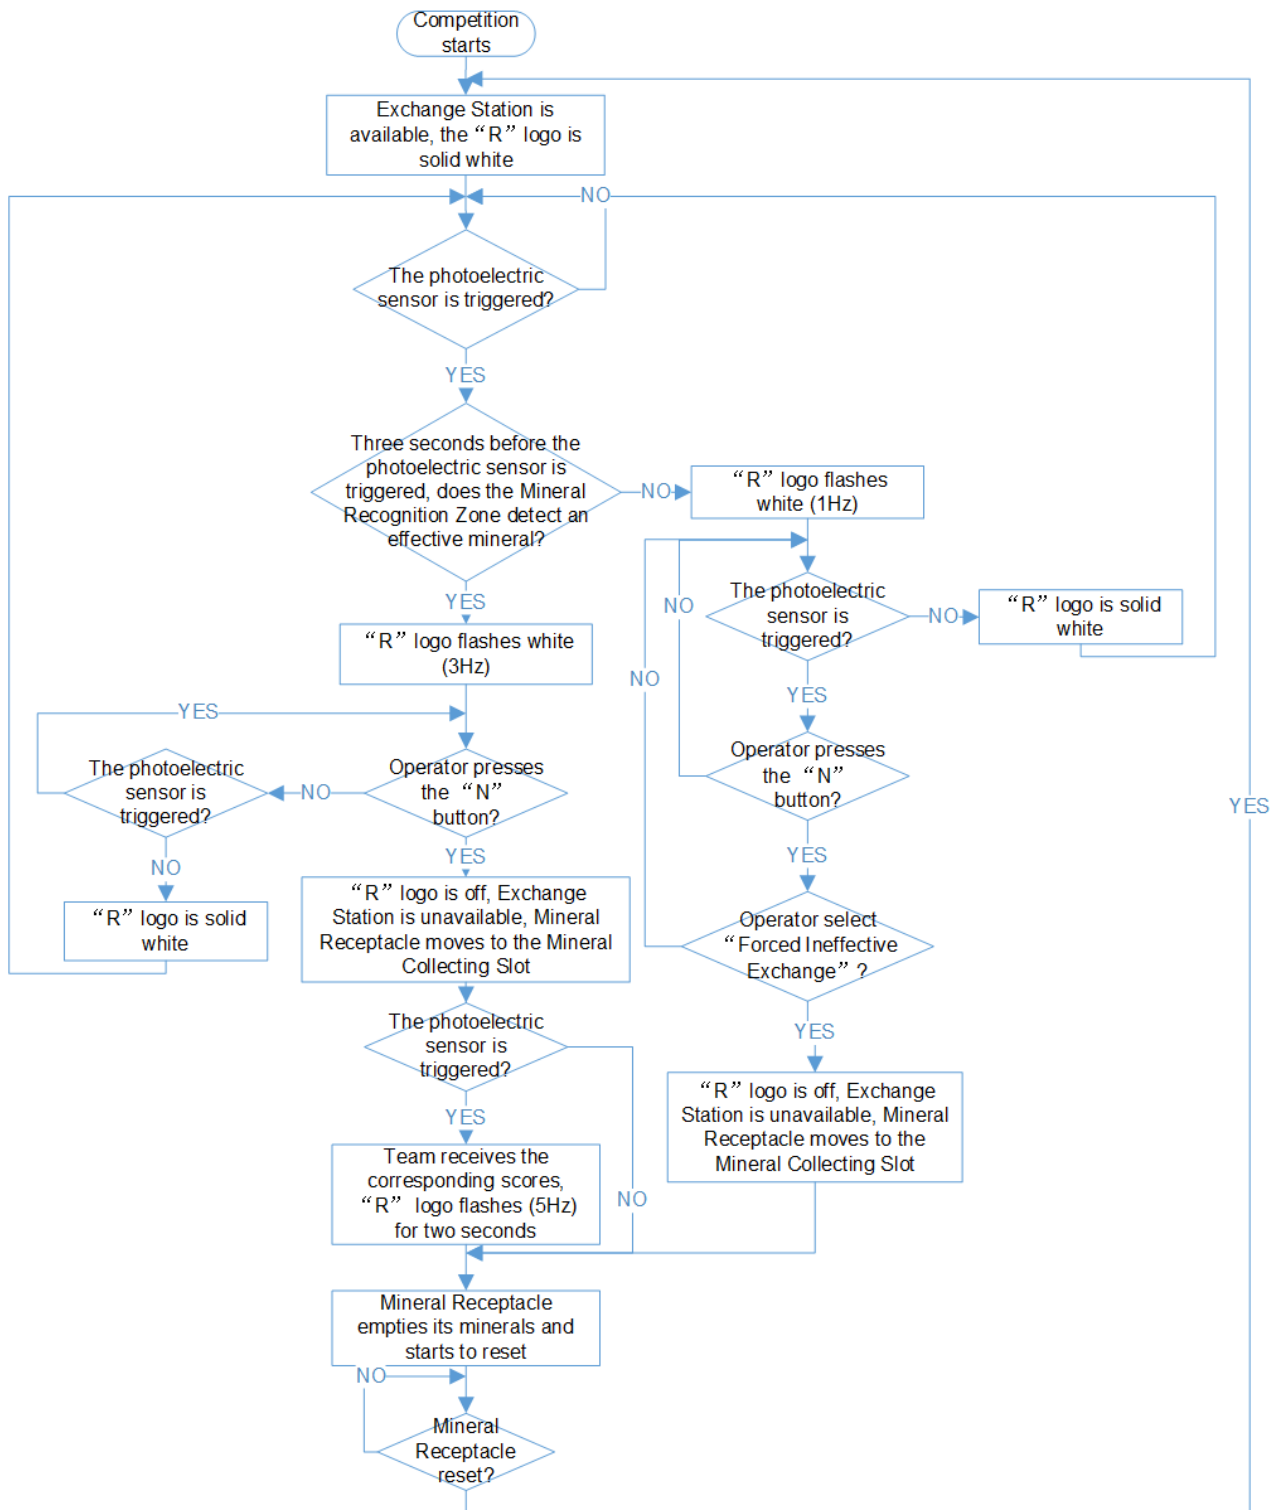 Competition
starts
Exchange Station is
available, the “R” logo is
solid white
NO
The photoelectric
sensor is triggered?
YES
Three seconds before the
photoelectric sensor is
triggered, does the Mineral
Recognition Zone detect an
effective mineral?
NO
“R” logo flashes
white (1Hz)
YES
“R” logo flashes white
(3Hz)
The photoelectric
sensor is
triggered?
NO
“R” logo is solid
white
NO
NO
YES
YES
Operator presses
the “N”
button?
NO
The photoelectric
sensor is
triggered?
NO
“R” logo is solid
white
Operator presses
the “N”
button?
YES
YES
YES
“R” logo is off, Exchange
Station is unavailable, Mineral
Receptacle moves to the Mineral
Collecting Slot
Operator select
“Forced Ineffective
Exchange” ?
YES
The photoelectric
sensor is
triggered?
YES
NO
“R” logo is off, Exchange
Station is unavailable, Mineral
Receptacle moves to the
Mineral Collecting Slot
Team receives the
corresponding scores,
“R” logo flashes (5Hz)
for two seconds
Mineral Receptacle
empties its minerals and
starts to reset
NO
Mineral
Receptacle
reset?